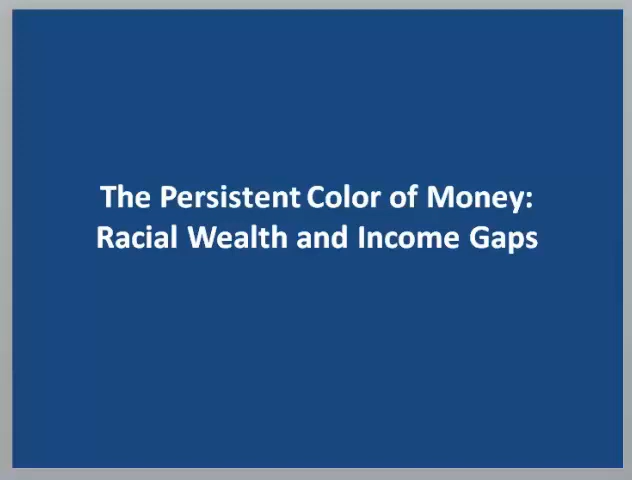 The Persistent Color of Money:
Racial Wealth and Income Gaps